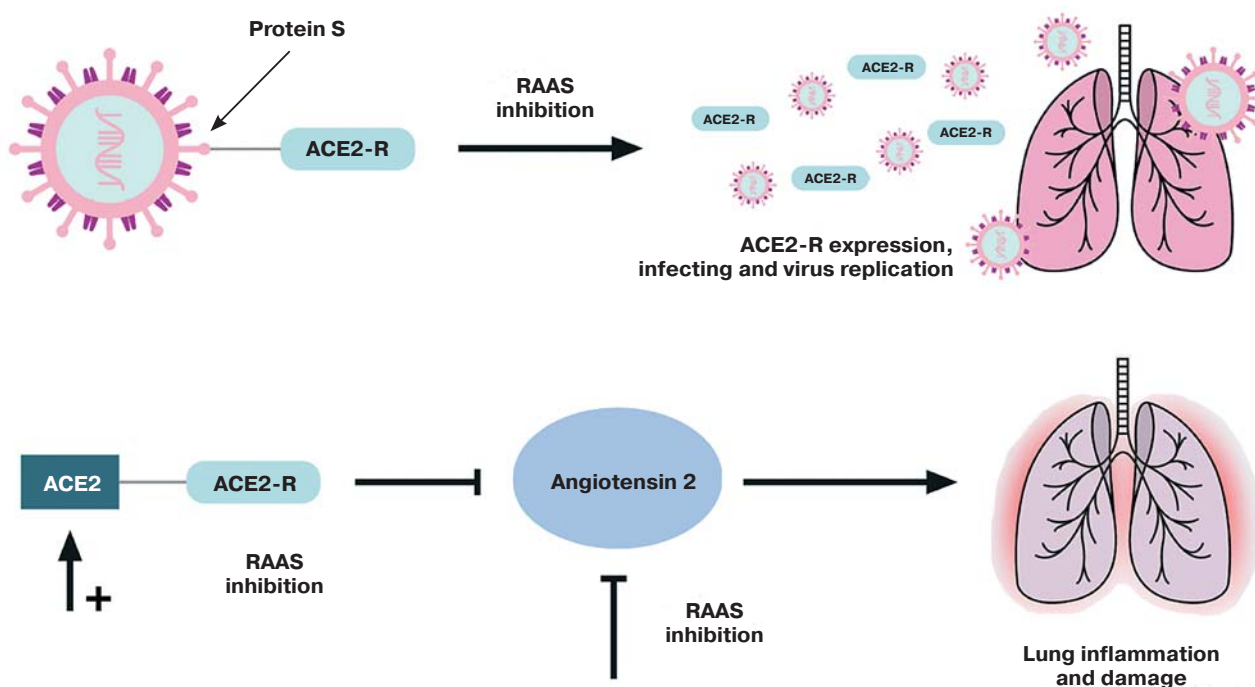 Protein S
RAAS
inhibition
ACE2-R
ACE2-R
ACE2-R
ACE2-R
ACE2-R
ACE2-R expression,
infecting and virus replication
ACE2
ACE2-R
RAAS
inhibition
Angiotensin 2
+
RAAS
inhibition
Lung inflammation
and damage